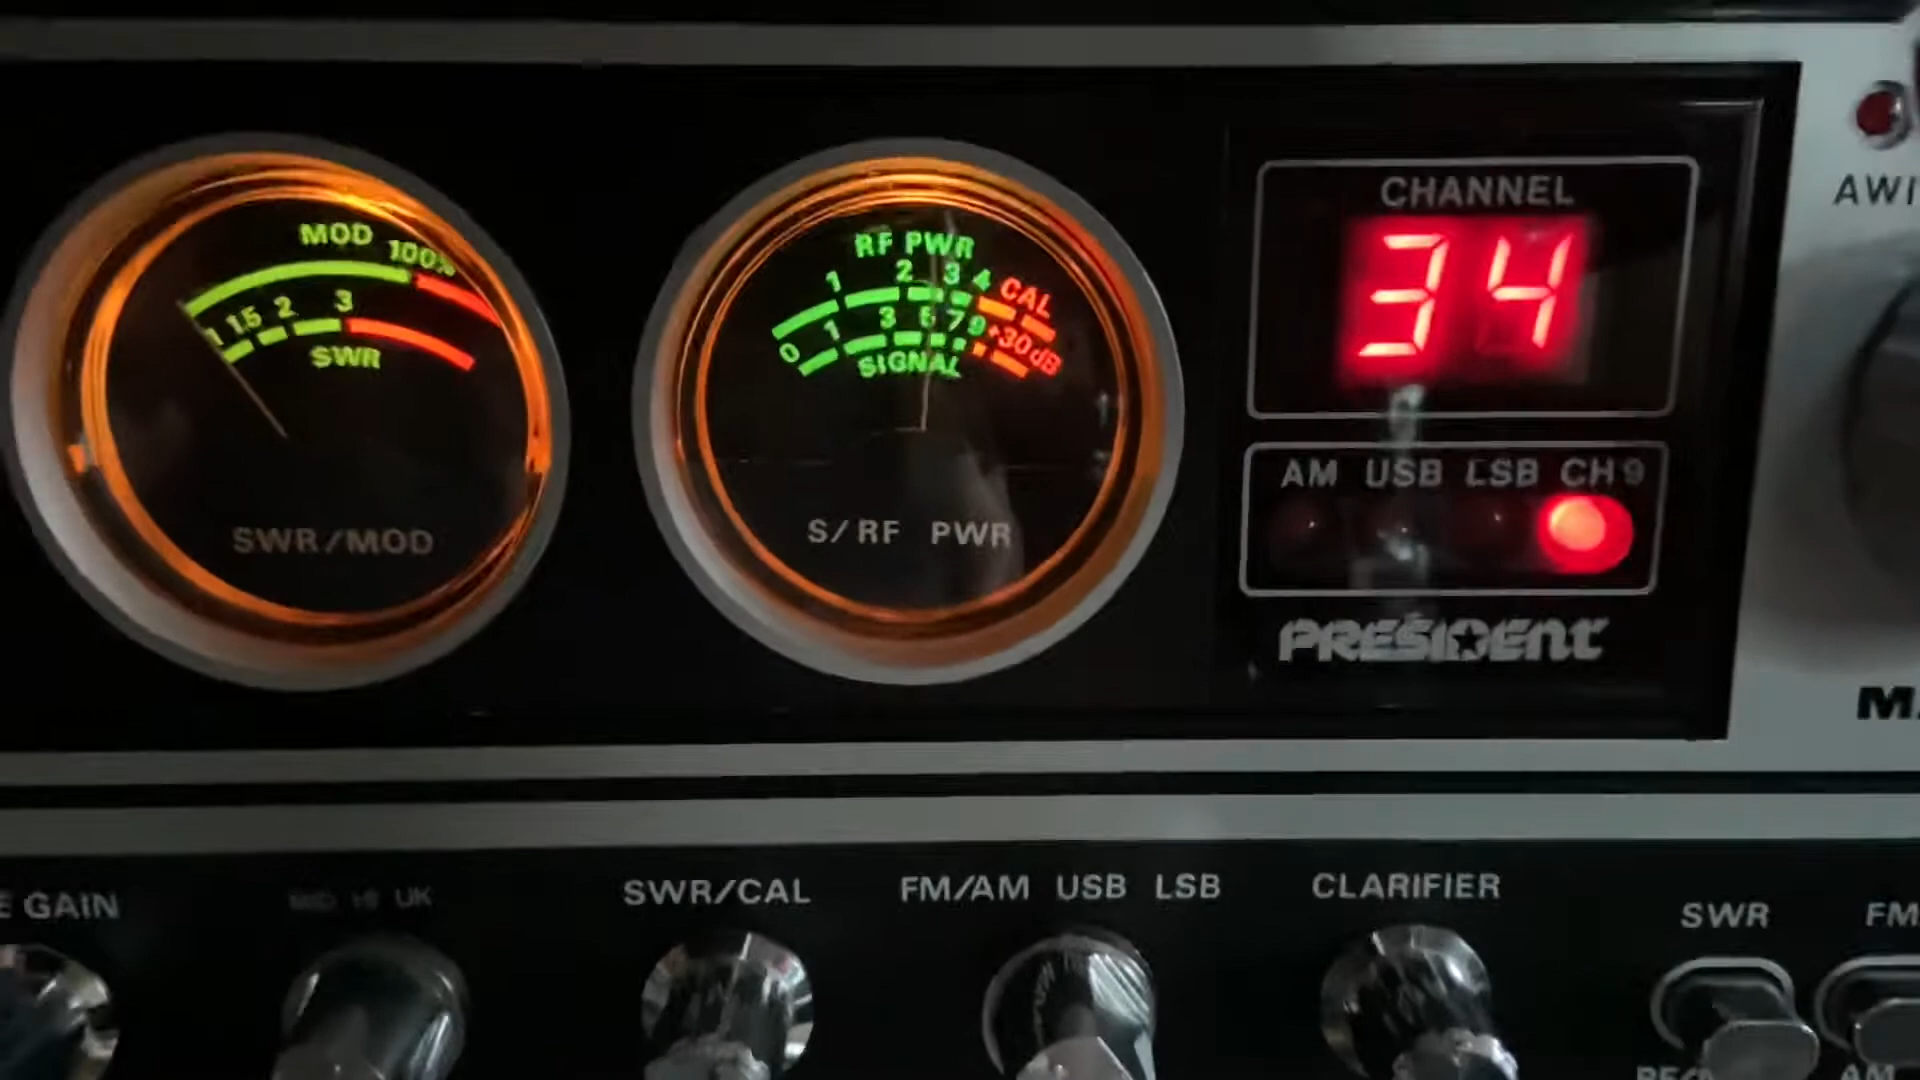 MOD 100%
1 1.5 2 3
SWR
SWR/MOD
RF PWR
1 2 3 4 CAL
0 1 3 5 7 9 +30dB
SIGNAL
S/RF PWR
CHANNEL
34
AM USB LSB CH9
PRESIDENT
GAIN
MID HI UK
SWR/CAL
FM/AM USB LSB
CLARIFIER
SWR
FM
AM